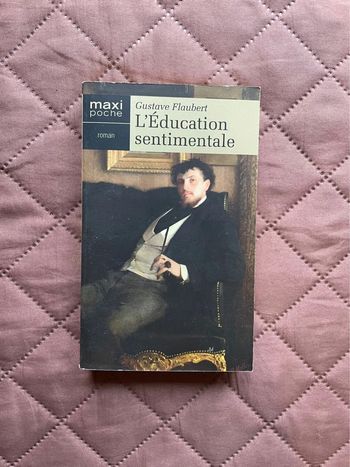 maxi
poche
roman
Gustave Flaubert
L'Éducation
sentimentale